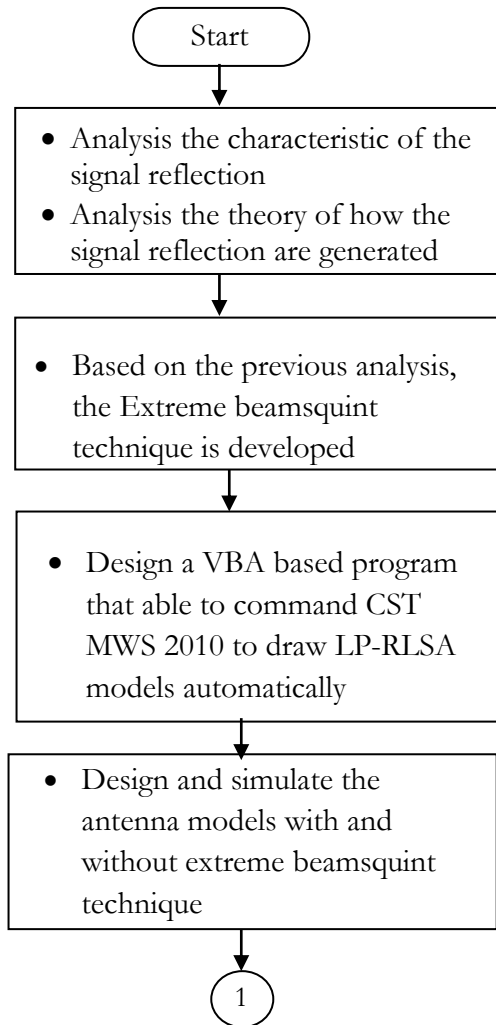 Start
• Analysis the characteristic of the
signal reflection
• Analysis the theory of how the
signal reflection are generated
• Based on the previous analysis,
the Extreme beamsquint
technique is developed
• Design a VBA based program
that able to command CST
MWS 2010 to draw LP-RLSA
models automatically
• Design and simulate the
antenna models with and
without extreme beamsquint
technique
1